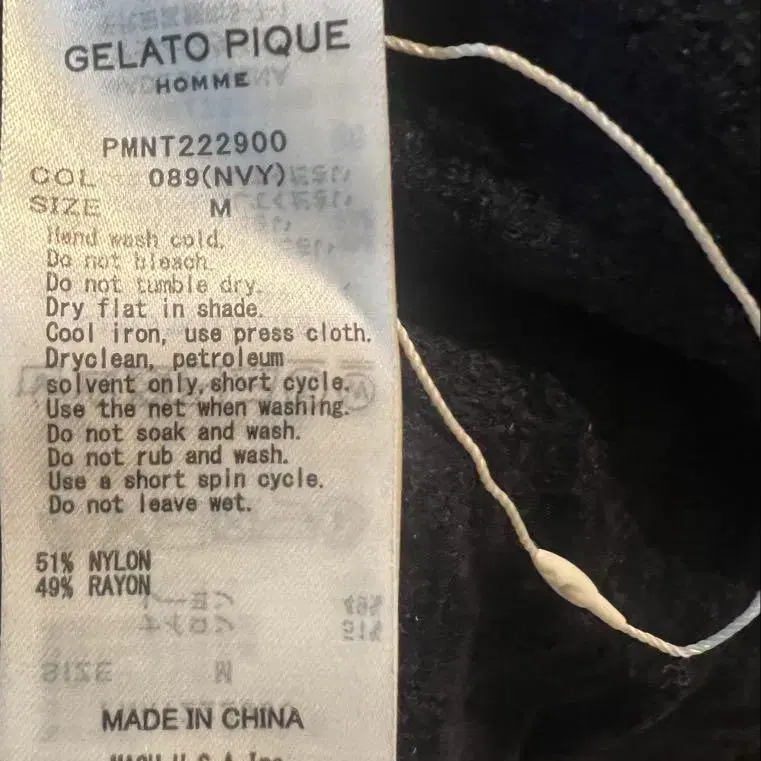 GELATO PIQUE
HOMME
PMNT222900
COL 089(NVY)
SIZE M
Hand wash cold.
Do not bleach.
Do not tumble dry.
Dry flat in shade.
Cool iron, use press cloth.
Dryclean, petroleum
solvent only,short cycle.
Use the net when washing.
Do not soak and wash.
Do not rub and wash.
Use a short spin cycle.
Do not leave wet.
51% NYLON
49% RAYON
SIZE M
MADE IN CHINA